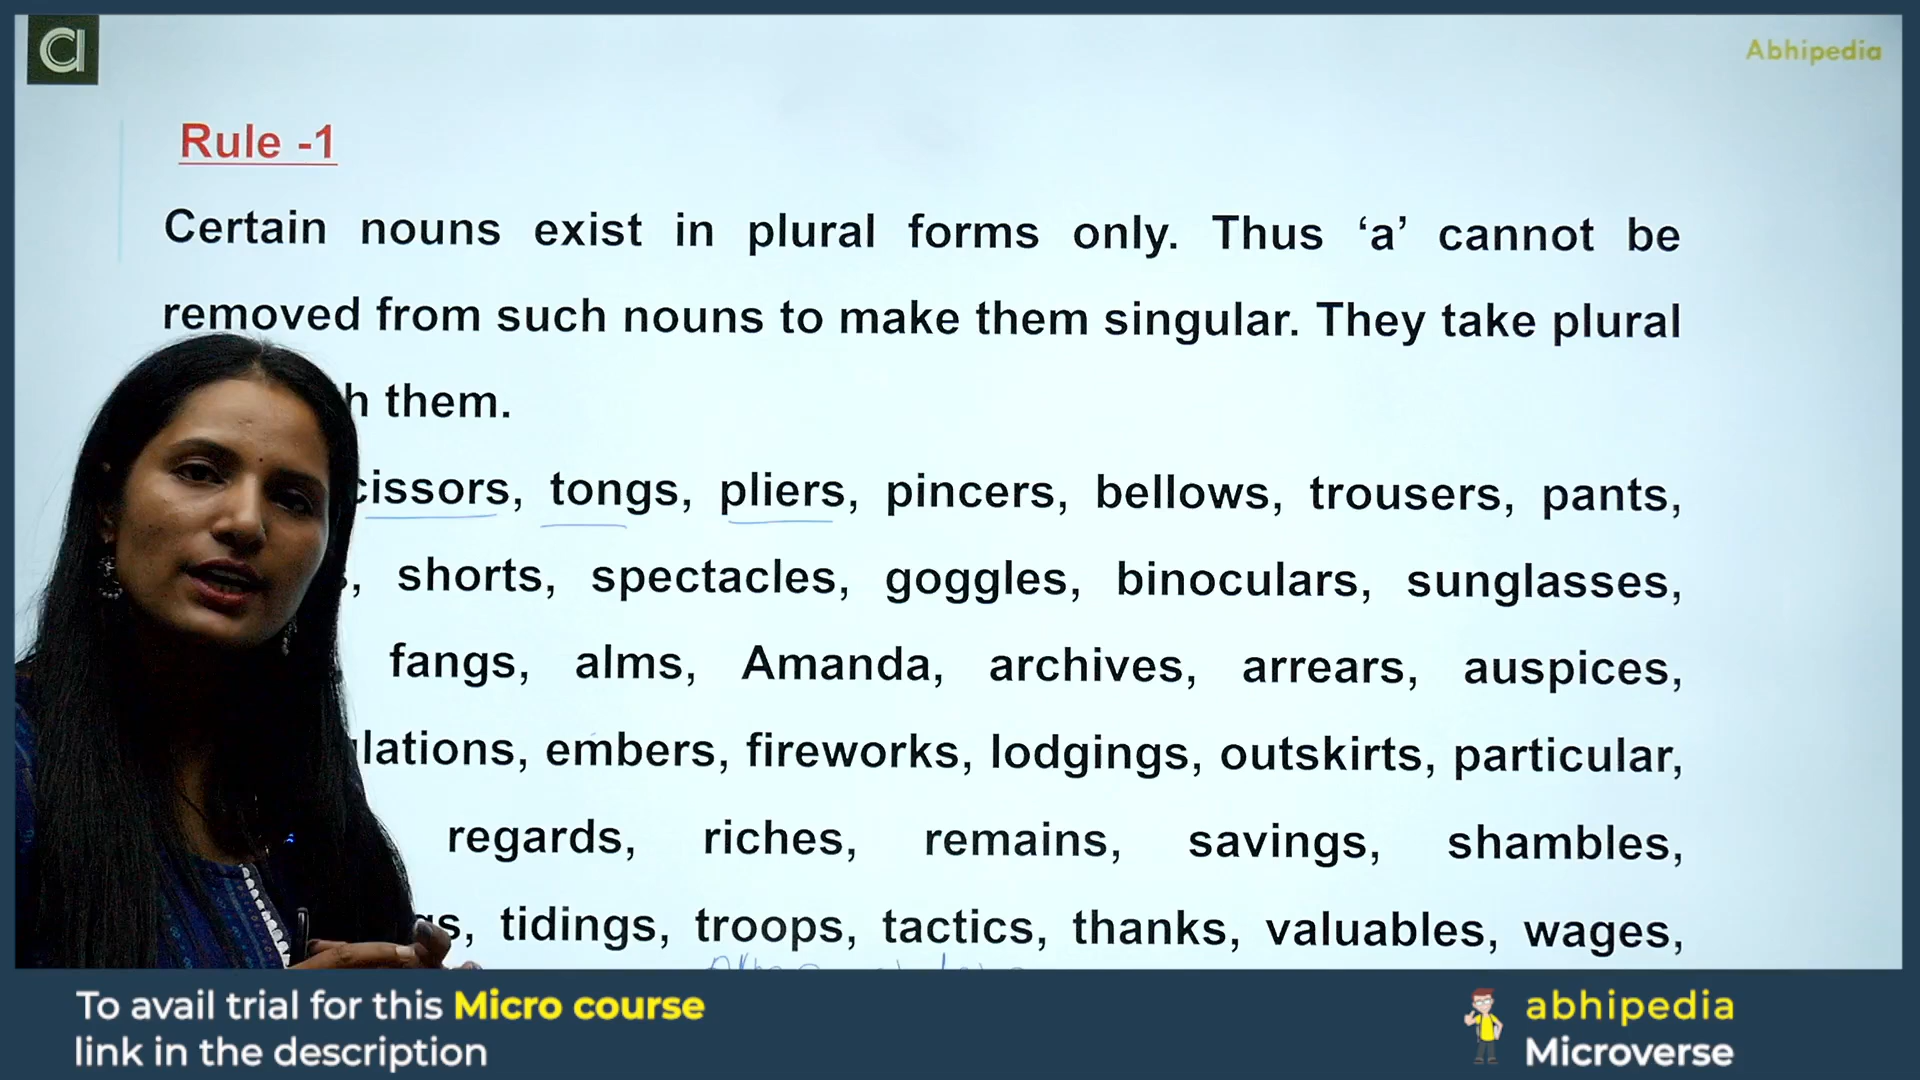 Abhipedia
Rule -1
Certain nouns exist in plural forms only. Thus ‘a’ cannot be
removed from such nouns to make them singular. They take plural
them.
tongs, pliers, pincers, bellows, trousers, pants,
shorts, spectacles, goggles, binoculars, sunglasses,
fangs, alms, Amanda, archives, arrears, auspices,
embers, fireworks, lodgings, outskirts, particular,
regards, riches, remains, savings, shambles,
tidings, troops, tactics, thanks, valuables, wages,
To avail trial for this Micro course
link in the description
abhipedia
Microverse